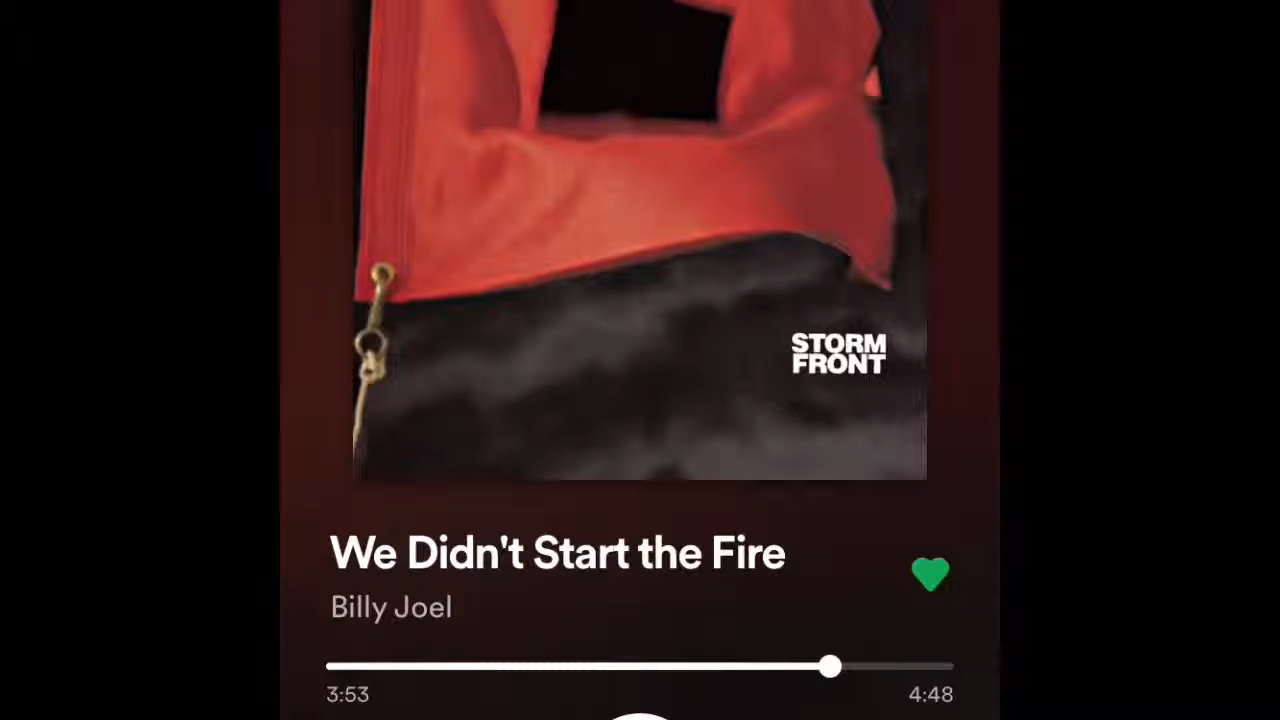 STORM
FRONT
We Didn't Start the Fire
Billy Joel
3:53 4:48